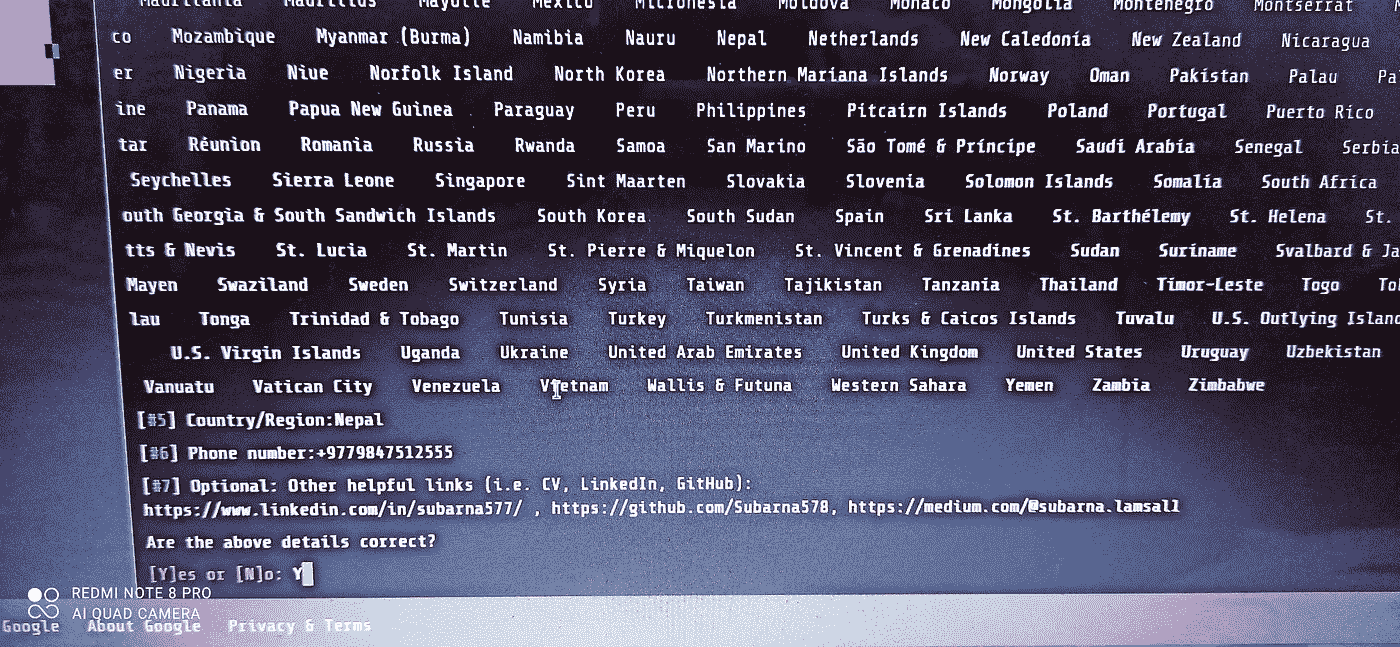 Mauritania Mauritius Mayotte Mexico Micronesia Moldova Monaco Mongolia Montenegro Montserrat
co Mozambique Myanmar (Burma) Namibia Nauru Nepal Netherlands New Caledonia New Zealand Nicaragua
er Nigeria Niue Norfolk Island North Korea Northern Mariana Islands Norway Oman Pakistan Palau Pa
ine Panama Papua New Guinea Paraguay Peru Philippines Pitcairn Islands Poland Portugal Puerto Rico
tar Réunion Romania Russia Rwanda Samoa San Marino São Tomé & Príncipe Saudi Arabia Senegal Serbia
Seychelles Sierra Leone Singapore Sint Maarten Slovakia Slovenia Solomon Islands Somalia South Africa
outh Georgia & South Sandwich Islands South Korea South Sudan Spain Sri Lanka St. Barthélemy St. Helena St.
tts & Nevis St. Lucia St. Martin St. Pierre & Miquelon St. Vincent & Grenadines Sudan Suriname Svalbard & Ja
Mayen Swaziland Sweden Switzerland Syria Taiwan Tajikistan Tanzania Thailand Timor-Leste Togo To
lau Tonga Trinidad & Tobago Tunisia Turkey Turkmenistan Turks & Caicos Islands Tuvalu U.S. Outlying Island
U.S. Virgin Islands Uganda Ukraine United Arab Emirates United Kingdom United States Uruguay Uzbekistan
Vanuatu Vatican City Venezuela Vietnam Wallis & Futuna Western Sahara Yemen Zambia Zimbabwe
[#5] Country/Region:Nepal
[#6] Phone number:+9779847512555
[#7] Optional: Other helpful links (i.e. CV, LinkedIn, GitHub):
https://www.linkedin.com/in/subarna577/ , https://github.com/Subarna578, https://medium.com/@subarna.lamsall
Are the above details correct?
[Y]es or [N]o: Y
REDMI NOTE 8 PRO
AI QUAD CAMERA
Google About Google Privacy & Terms